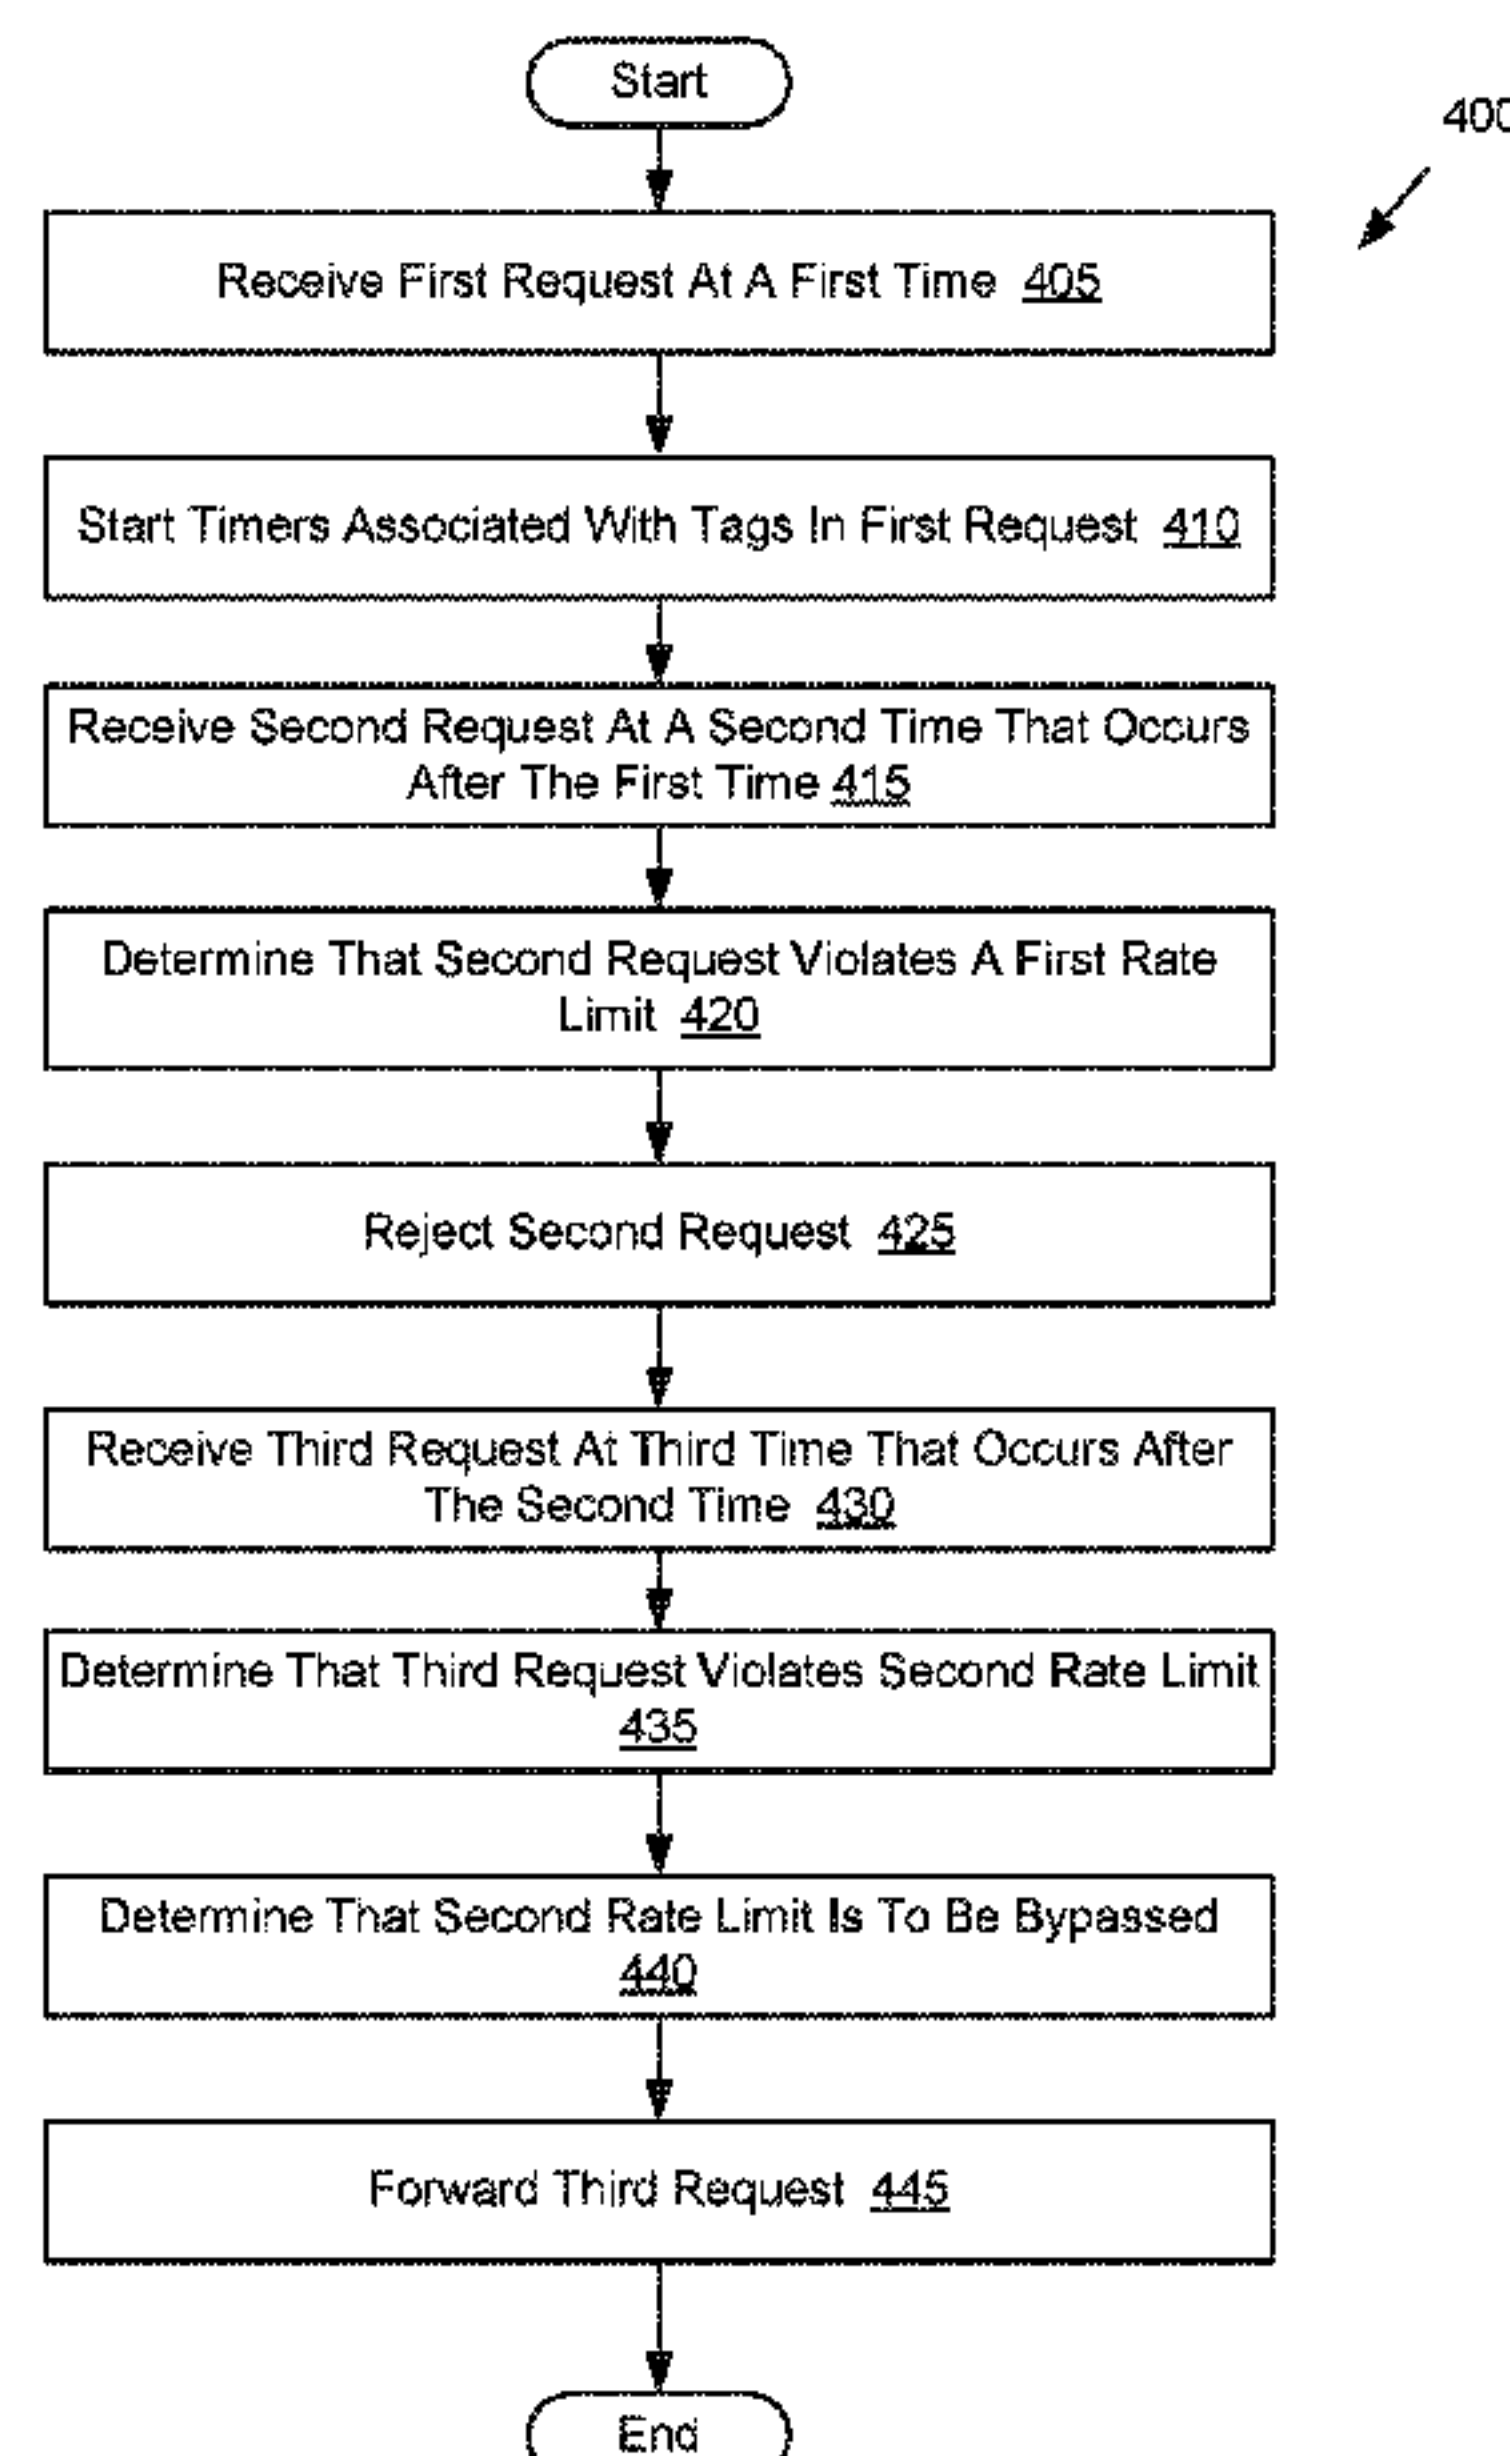 Start
400
Receive First Request At A First Time 405
Start Timers Associated With Tags In First Request 410
Receive Second Request At A Second Time That Occurs
After The First Time 415
Determine That Second Request Violates A First Rate
Limit 420
Reject Second Request 425
Receive Third Request At Third Time That Occurs After
The Second Time 430
Determine That Third Request Violates Second Rate Limit
435
Determine That Second Rate Limit Is To Be Bypassed
440
Forward Third Request 445
End